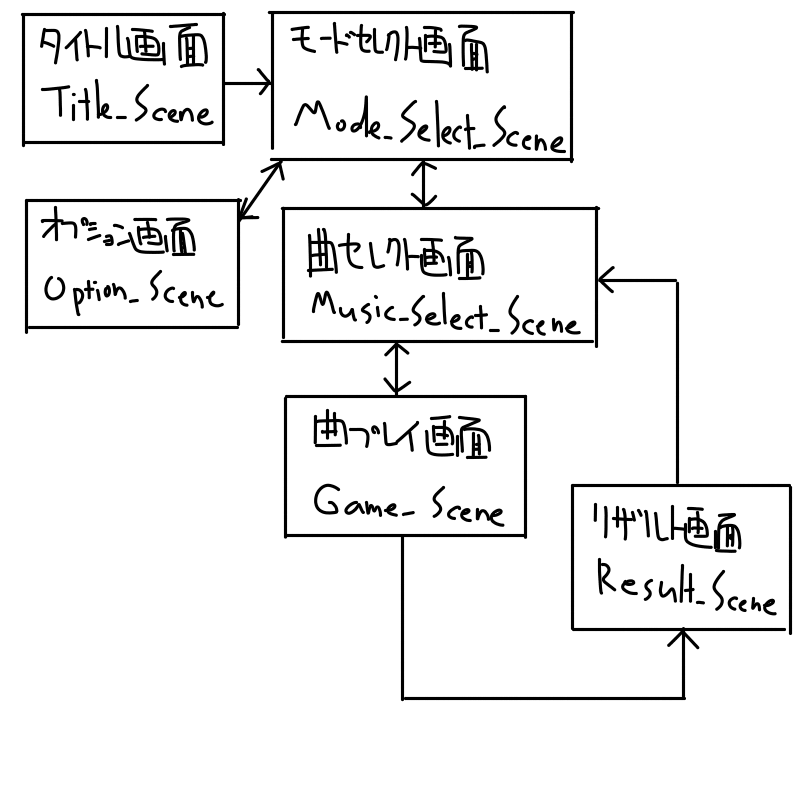 タイトル画面
Title_Scene
モードセレクト画面
Mode_Select_Scene
オプション画面
Option_Scene
曲セレクト画面
Music_Select_Scene
曲プレイ画面
Game_Scene
リザルト画面
Result_Scene